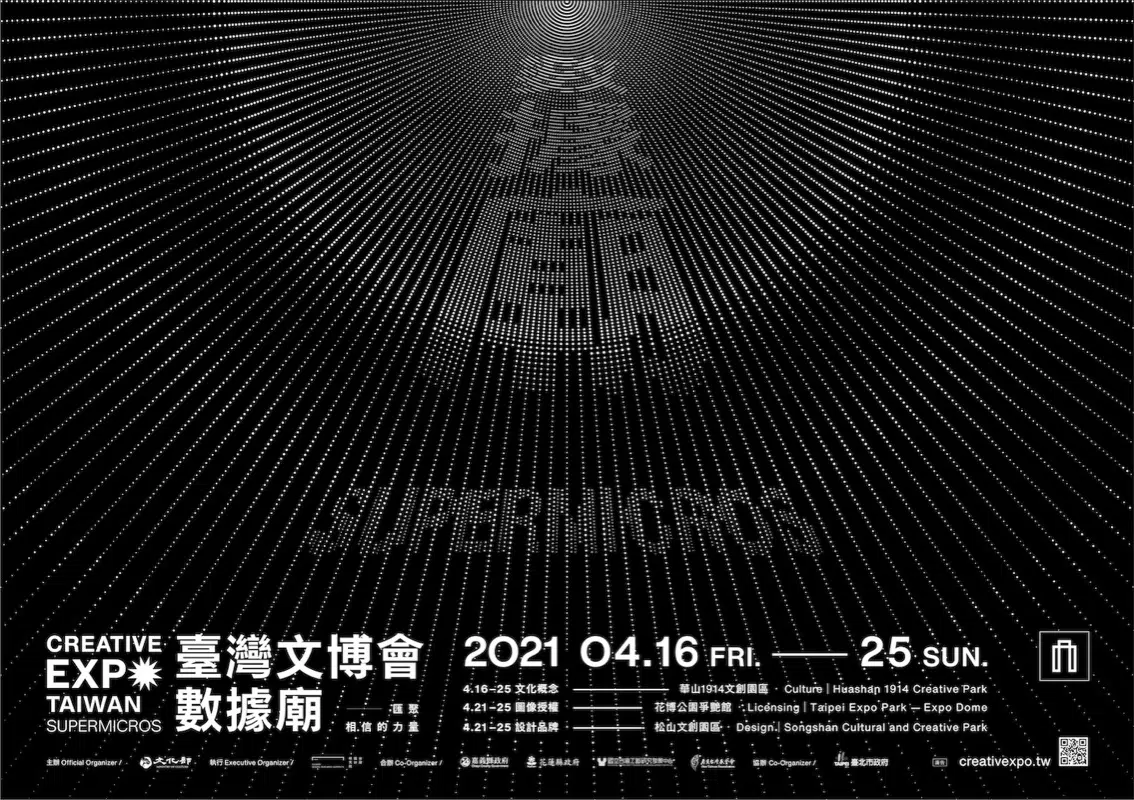 數據廟
SUPERMICROS
CREATIVE
EXPO
TAIWAN
SUPERMICROS
臺灣文博會
數據廟
匯聚
相信的力量
2021 04.16 FRI. — 25 SUN.
4.16–25 文化概念 — 華山1914文創園區 · Culture | Huashan 1914 Creative Park
4.21–25 圖像授權 — 花博公園爭艷館 · Licensing | Taipei Expo Park — Expo Dome
4.21–25 設計品牌 — 松山文創園區 · Design | Songshan Cultural and Creative Park
主辦 Official Organizer / 文化部 執行 Executive Organizer / 合辦 Co-Organizer / 嘉義縣政府 花蓮縣政府 協辦 Co-Organizer / 臺北市政府 廣告 creativexpo.tw